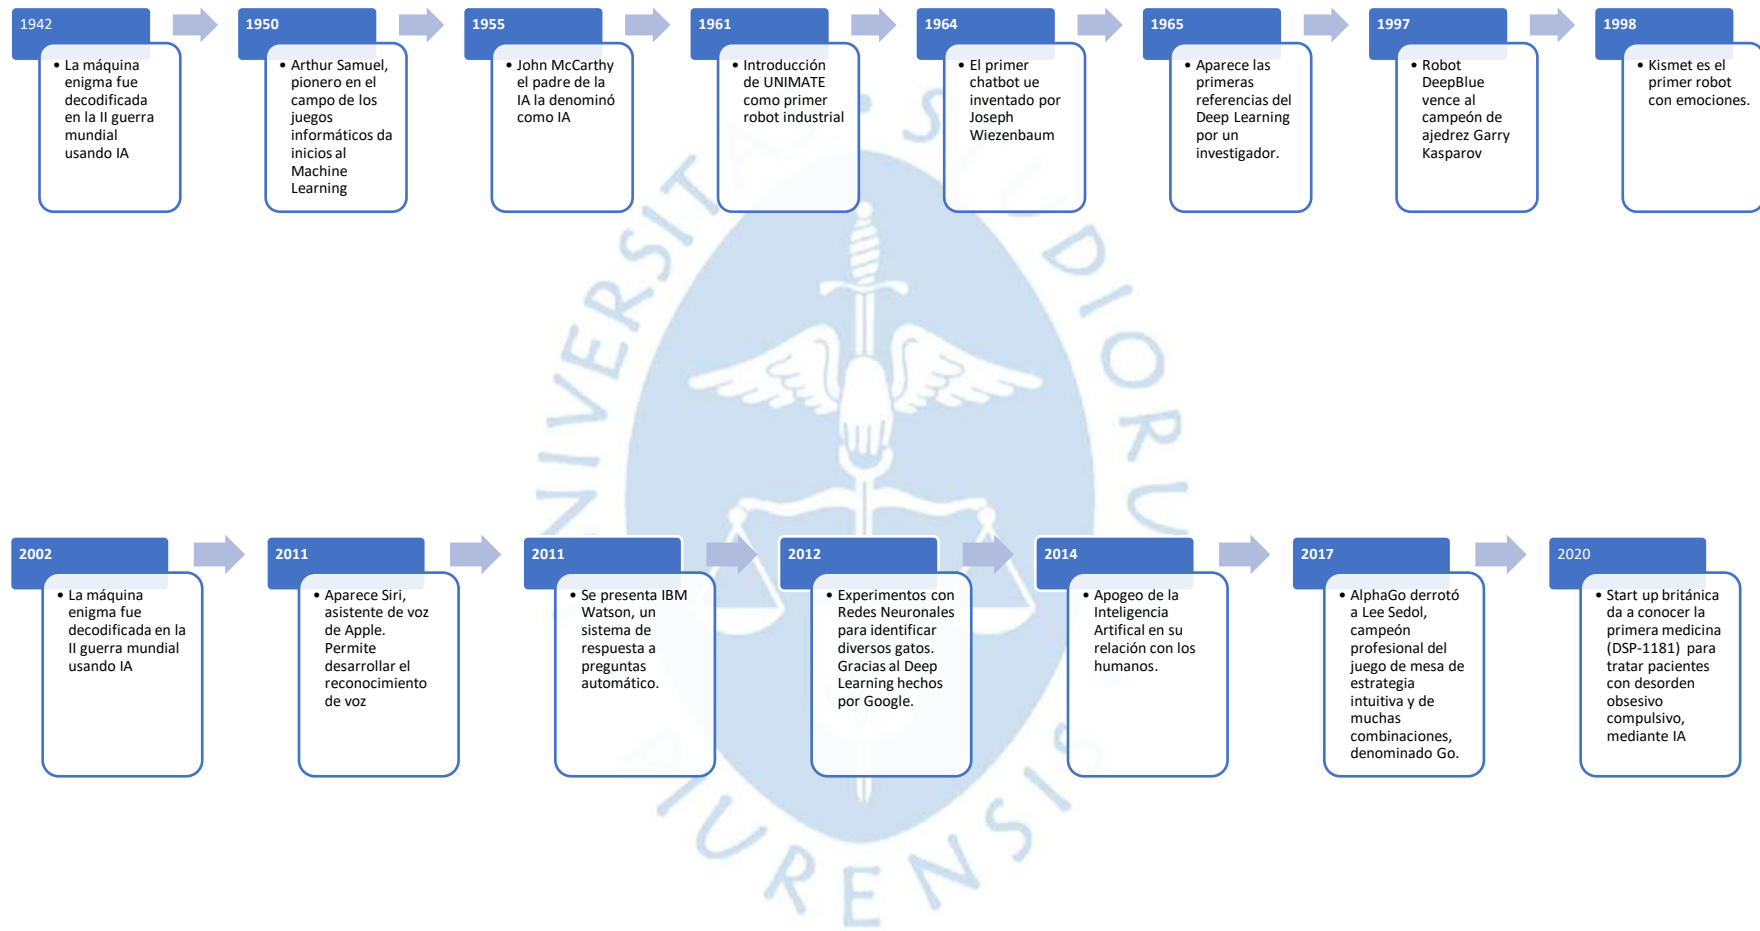 1942
• La máquina
enigma fue
decodificada
en la II guerra
mundial
usando IA
1950
• Arthur Samuel,
pionero en el
campo de los
juegos
informáticos da
inicios al
Machine
Learning
1955
• John McCarthy
el padre de la
IA la denominó
como IA
1961
• Introducción
de UNIMATE
como primer
robot industrial
1964
• El primer
chatbot ue
inventado por
Joseph
Wiezenbaum
1965
• Aparece las
primeras
referencias del
Deep Learning
por un
investigador.
1997
• Robot
DeepBlue
vence al
campeón de
ajedrez Garry
Kasparov
1998
• Kismet es el
primer robot
con emociones.
2002
• La máquina
enigma fue
decodificada en la
II guerra mundial
usando IA
2011
• Aparece Siri,
asistente de voz
de Apple.
Permite
desarrollar el
reconocimiento
de voz
2011
• Se presenta IBM
Watson, un
sistema de
respuesta a
preguntas
automático.
2012
• Experimentos con
Redes Neuronales
para identificar
diversos gatos.
Gracias al Deep
Learning hechos
por Google.
2014
• Apogeo de la
Inteligencia
Artifical en su
relación con los
humanos.
2017
• AlphaGo derrotó
a Lee Sedol,
campeón
profesional del
juego de mesa de
estrategia
intuitiva y de
muchas
combinaciones,
denominado Go.
2020
• Start up británica
da a conocer la
primera medicina
(DSP-1181) para
tratar pacientes
con desorden
obsesivo
compulsivo,
mediante IA
UNIVERSITAS STUDIORUM PIURENSIS